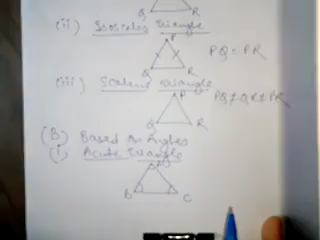 Q R
(ii) Isosceles Triangle
P
PQ = PR
Q R
(iii) Scalene Triangle
P
PQ ≠ QR ≠ PR
Q R
(B) Based on Angles
(i) Acute Triangle
A
B C